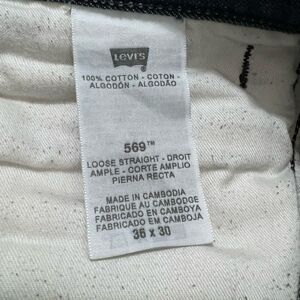 Levi's
®
100% COTTON - COTON -
ALGODÓN - ALGODÃO
569™
LOOSE STRAIGHT - DROIT
AMPLE - CORTE AMPLIO
PIERNA RECTA
MADE IN CAMBODIA
FABRIQUE AU CAMBODGE
FABRICADO EN CAMBOYA
FABRICADO EM CAMBOJA
36 x 30